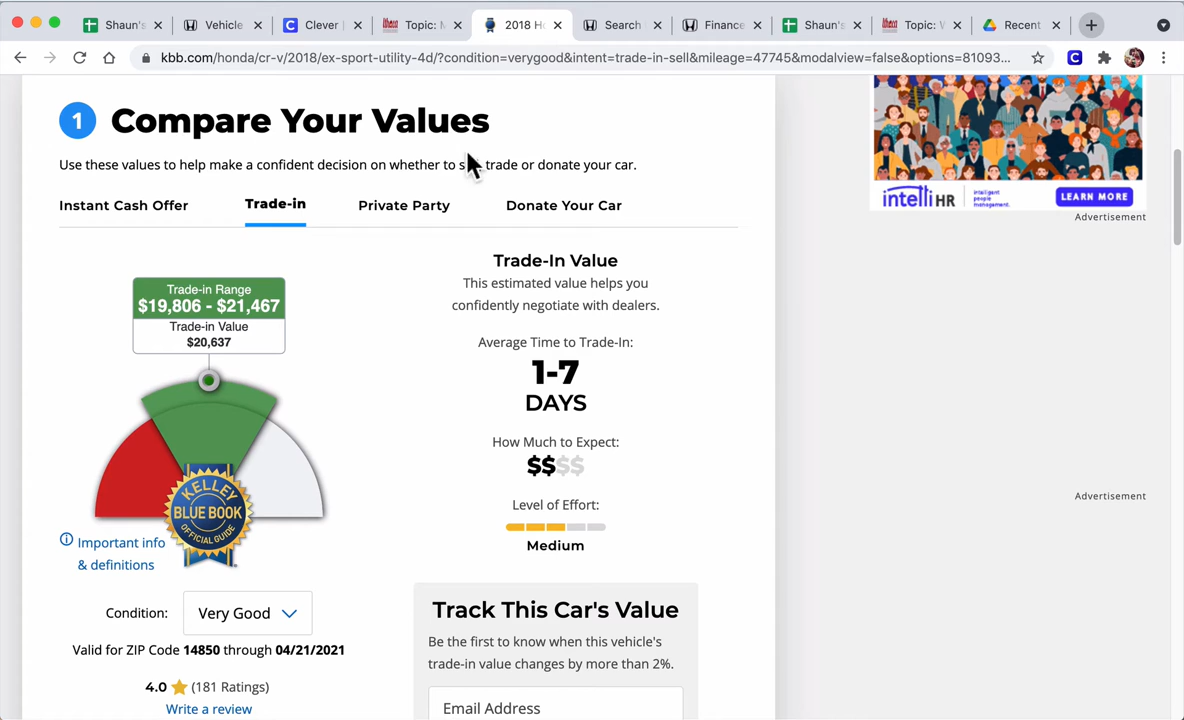 Shaun's
Vehicle
Clever
Topic: M
2018 Ho
Search
Finance
Shaun's
Topic: W
Recent
kbb.com/honda/cr-v/2018/ex-sport-utility-4d/?condition=verygood&intent=trade-in-sell&mileage=47745&modalview=false&options=81093...
1 Compare Your Values
Use these values to help make a confident decision on whether to s trade or donate your car.
Instant Cash Offer
Trade-in
Private Party
Donate Your Car
Trade-in Range
$19,806 - $21,467
Trade-in Value
$20,637
KELLEY
BLUE BOOK
OFFICIAL GUIDE
Important info
& definitions
Condition: Very Good
Valid for ZIP Code 14850 through 04/21/2021
4.0 (181 Ratings)
Write a review
Trade-In Value
This estimated value helps you
confidently negotiate with dealers.
Average Time to Trade-In:
1-7
DAYS
How Much to Expect:
$$$$
Level of Effort:
Medium
Track This Car's Value
Be the first to know when this vehicle's
trade-in value changes by more than 2%.
Email Address
intelliHR
intelligent
people
management.
LEARN MORE
Advertisement
Advertisement